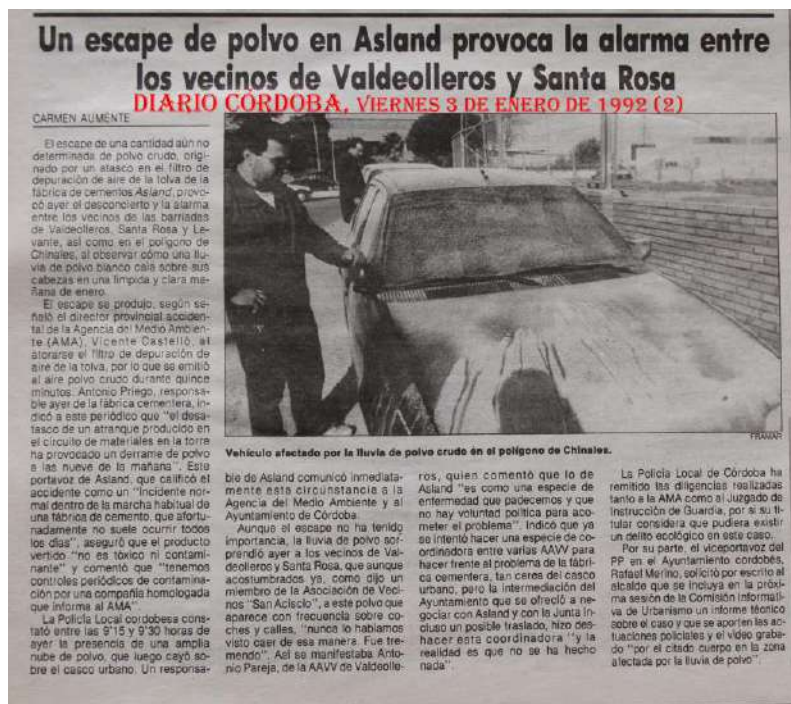 Un escape de polvo en Asland provoca la alarma entre
los vecinos de Valdeolleros y Santa Rosa
DIARIO CÓRDOBA, VIERNES 3 DE ENERO DE 1992 (2)
CARMEN AUMENTE
El escape de una cantidad aún no
determinada de polvo crudo, origi-
nado por un atasco en el filtro de
depuración de aire de la tolva de la
fábrica de cementos Asland, provo-
có ayer el desconcierto y la alarma
entre los vecinos de las barriadas
de Valdeolleros, Santa Rosa y Le-
vante, así como en el polígono de
Chinales, al observar cómo una llu-
via de polvo blanco caía sobre sus
cabezas en una límpida y clara ma-
ñana de enero.
El escape se produjo, según se-
ñaló el director provincial acciden-
tal de la Agencia del Medio Ambien-
te (AMA), Vicente Castelló, al
atorarse el filtro de depuración de
aire de la tolva, por lo que se emitió
al aire polvo crudo durante quince
minutos. Antonio Priego, responsa-
ble ayer de la fábrica cementera, in-
dicó a este periódico que "el desa-
tasco de un atranque producido en
el circuito de materiales en la torre
ha provocado un derrame de polvo
a las nueve de la mañana". Este
portavoz de Asland, que calificó el
accidente como un "incidente nor-
mal dentro de la marcha habitual de
una fábrica de cemento, que afortu-
nadamente no suele ocurrir todos
los días", aseguró que el producto
vertido "no es tóxico ni contami-
nante" y comentó que "tenemos
controles periódicos de contamina-
ción por una compañía homologada
que informa al AMA".
La Policía Local cordobesa cons-
tató entre las 9'15 y 9'30 horas de
ayer la presencia de una amplia
nube de polvo, que luego cayó so-
bre el casco urbano. Un responsa-
Vehículo afectado por la lluvia de polvo crudo en el polígono de Chinales.
FRAMAR
ble de Asland comunicó inmediata-
mente esta circunstancia a la
Agencia del Medio Ambiente y al
Ayuntamiento de Córdoba.
Aunque el escape no ha tenido
importancia, la lluvia de polvo sor-
prendió ayer a los vecinos de Val-
deolleros y Santa Rosa, que aunque
acostumbrados ya, como dijo un
miembro de la Asociación de Veci-
nos "San Acisclo", a este polvo que
aparece con frecuencia sobre co-
ches y calles, "nunca lo habíamos
visto caer de esa manera. Fue tre-
mendo". Así se manifestaba Anto-
nio Pareja, de la AAVV de Valdeolle-
ros, quien comentó que lo de
Asland "es como una especie de
enfermedad que padecemos y que
no hay voluntad política para aco-
meter el problema". Indicó que ya
se intentó hacer una especie de co-
ordinadora entre varias AAVV para
hacer frente al problema de la fábri-
ca cementera, tan cerca del casco
urbano, pero la intermediación del
Ayuntamiento que se ofreció a ne-
gociar con Asland y con la Junta in-
cluso un posible traslado, hizo des-
hacer esta coordinadora "y la
realidad es que no se ha hecho
nada".
La Policía Local de Córdoba ha
remitido las diligencias realizadas
tanto a la AMA como al Juzgado de
Instrucción de Guardia, por si su ti-
tular considera que pudiera existir
un delito ecológico en este caso.
Por su parte, el viceportavoz del
PP en el Ayuntamiento cordobés,
Rafael Merino, solicitó por escrito al
alcalde que se incluya en la próxi-
ma sesión de la Comisión Informati-
va de Urbanismo un informe técnico
sobre el caso y que se aporten las ac-
tuaciones policiales y el vídeo graba-
do "por el citado cuerpo en la zona
afectada por la lluvia de polvo".